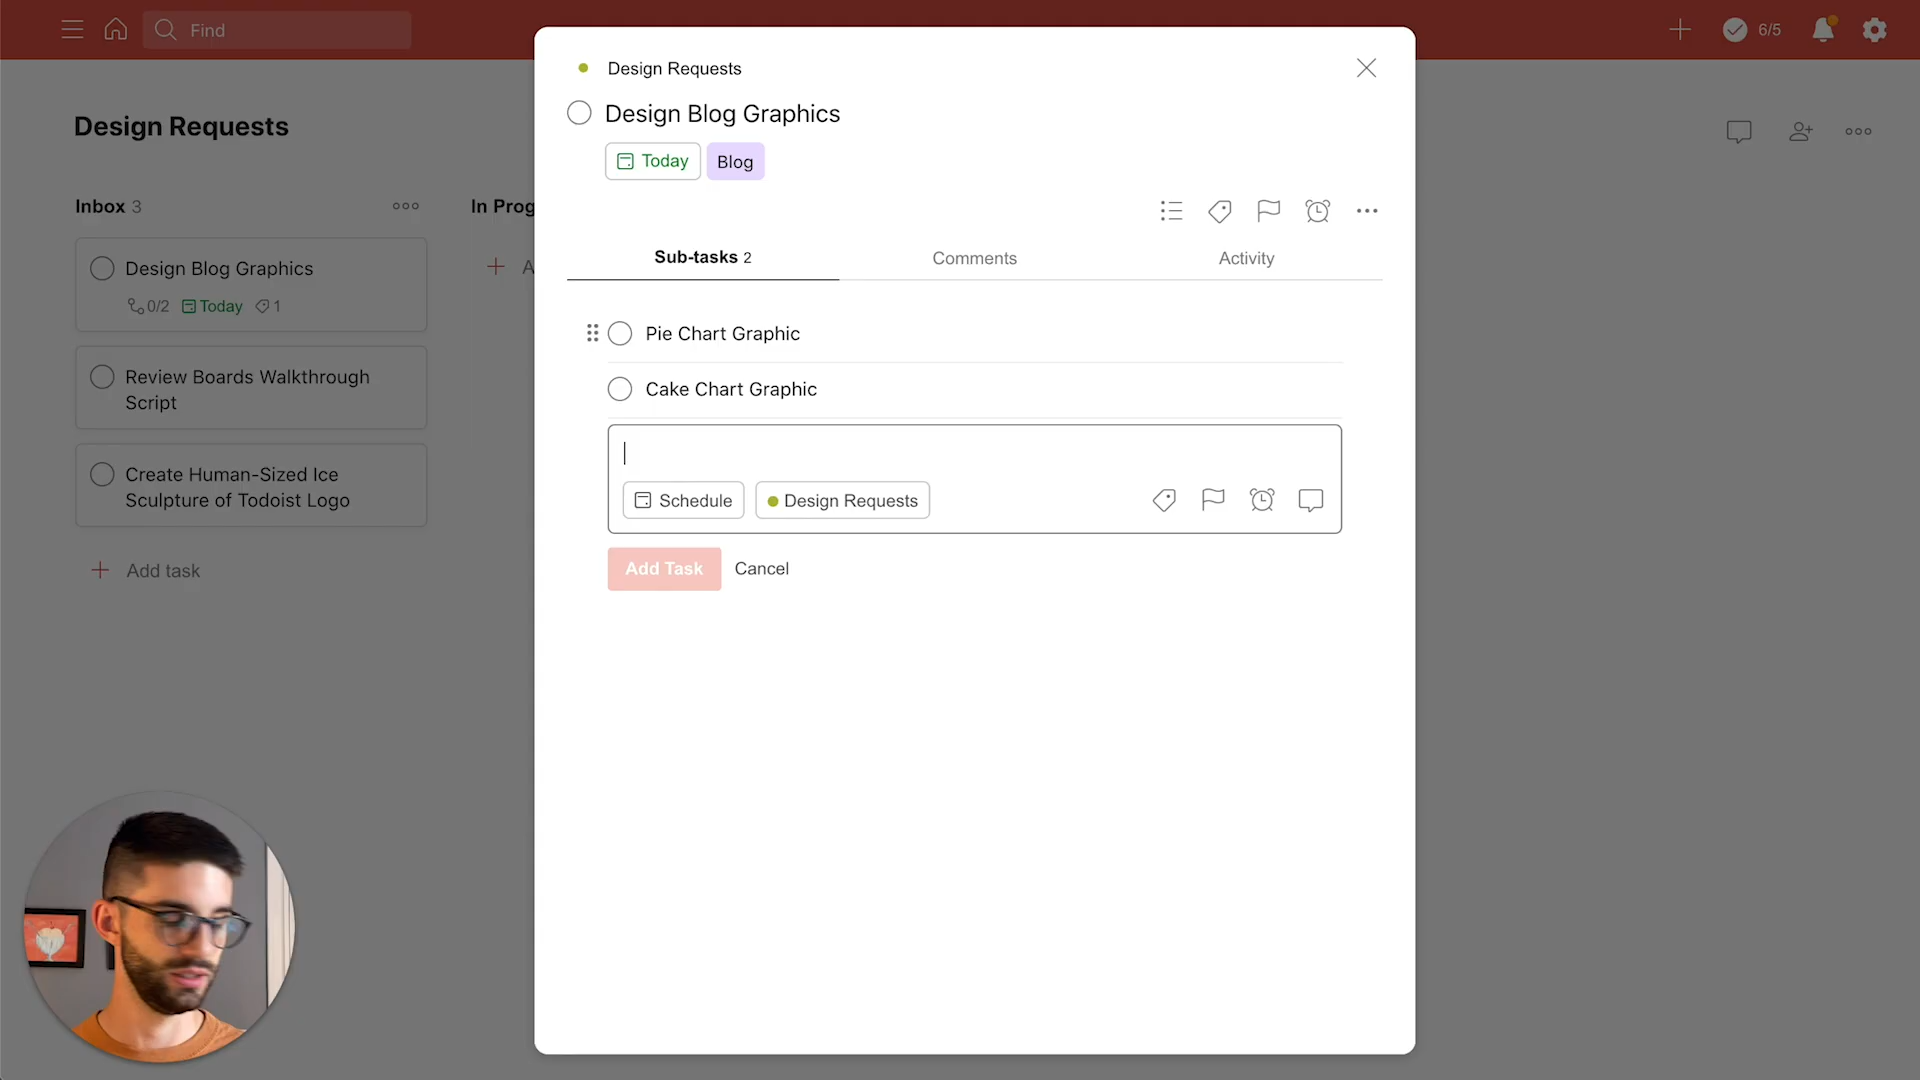 Find
6/5
Design Requests
Inbox 3
In Prog
Design Blog Graphics
0/2 Today 1
Review Boards Walkthrough
Script
Create Human-Sized Ice
Sculpture of Todoist Logo
Add task
A
Design Requests
Design Blog Graphics
Today Blog
Sub-tasks 2
Comments
Activity
Pie Chart Graphic
Cake Chart Graphic
Schedule
Design Requests
Add Task
Cancel